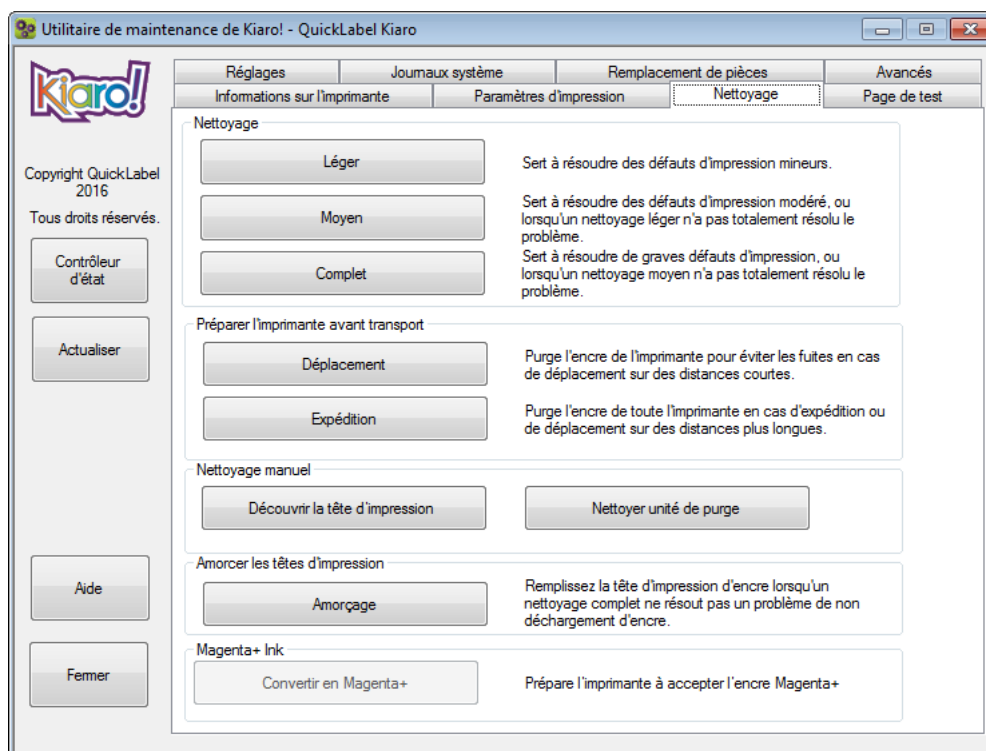 Utilitaire de maintenance de Kiaro! - QuickLabel Kiaro
Kiaro!
Copyright QuickLabel
2016
Tous droits réservés.
Contrôleur
d'état
Actualiser
Aide
Fermer
Réglages
Journaux système
Remplacement de pièces
Avancés
Informations sur l'imprimante
Paramètres d'impression
Nettoyage
Page de test
Nettoyage
Léger
Sert à résoudre des défauts d'impression mineurs.
Moyen
Sert à résoudre des défauts d'impression modéré, ou
lorsqu'un nettoyage léger n'a pas totalement résolu le
problème.
Complet
Sert à résoudre de graves défauts d'impression, ou
lorsqu'un nettoyage moyen n'a pas totalement résolu le
problème.
Préparer l'imprimante avant transport
Déplacement
Purge l'encre de l'imprimante pour éviter les fuites en cas
de déplacement sur des distances courtes.
Expédition
Purge l'encre de toute l'imprimante en cas d'expédition ou
de déplacement sur des distances plus longues.
Nettoyage manuel
Découvrir la tête d'impression
Nettoyer unité de purge
Amorcer les têtes d'impression
Amorçage
Remplissez la tête d'impression d'encre lorsqu'un
nettoyage complet ne résout pas un problème de non
déchargement d'encre.
Magenta+ Ink
Convertir en Magenta+
Prépare l'imprimante à accepter l'encre Magenta+